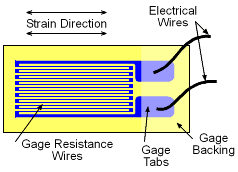 Electrical
Wires
Strain Direction
Gage Resistance
Wires
Gage
Tabs
Gage
Backing